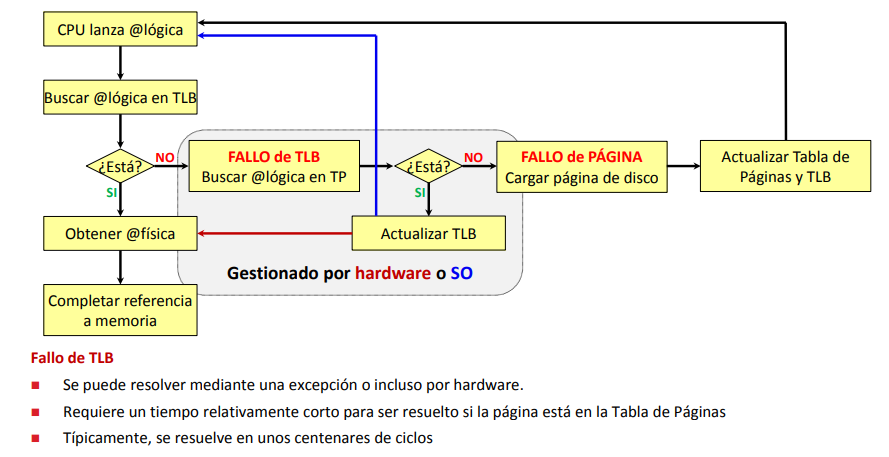 CPU lanza @lógica
Buscar @lógica en TLB
¿Está?
NO
FALLO de TLB
Buscar @lógica en TP
¿Está?
NO
FALLO de PÁGINA
Cargar página de disco
Actualizar Tabla de
Páginas y TLB
SI
SI
Obtener @física
Actualizar TLB
Gestionado por hardware o SO
Completar referencia
a memoria
Fallo de TLB
Se puede resolver mediante una excepción o incluso por hardware.
Requiere un tiempo relativamente corto para ser resuelto si la página está en la Tabla de Páginas
Típicamente, se resuelve en unos centenares de ciclos